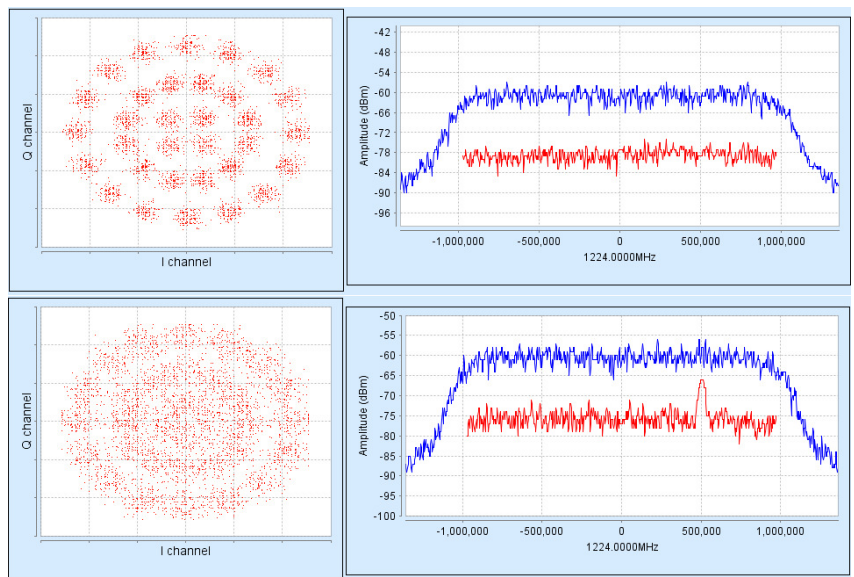 Q channel
I channel
Amplitude (dBm)
-42
-48
-54
-60
-66
-72
-78
-84
-90
-96
-1,000,000 -500,000 0 500,000 1,000,000
1224.0000MHz
Q channel
I channel
Amplitude (dBm)
-50
-55
-60
-65
-70
-75
-80
-85
-90
-95
-100
-1,000,000 -500,000 0 500,000 1,000,000
1224.0000MHz